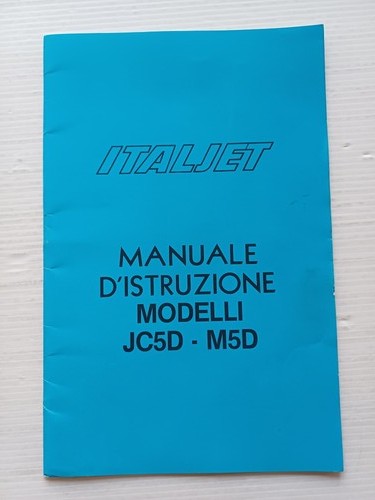 ITALJET
MANUALE
D'ISTRUZIONE
MODELLI
JC5D - M5D